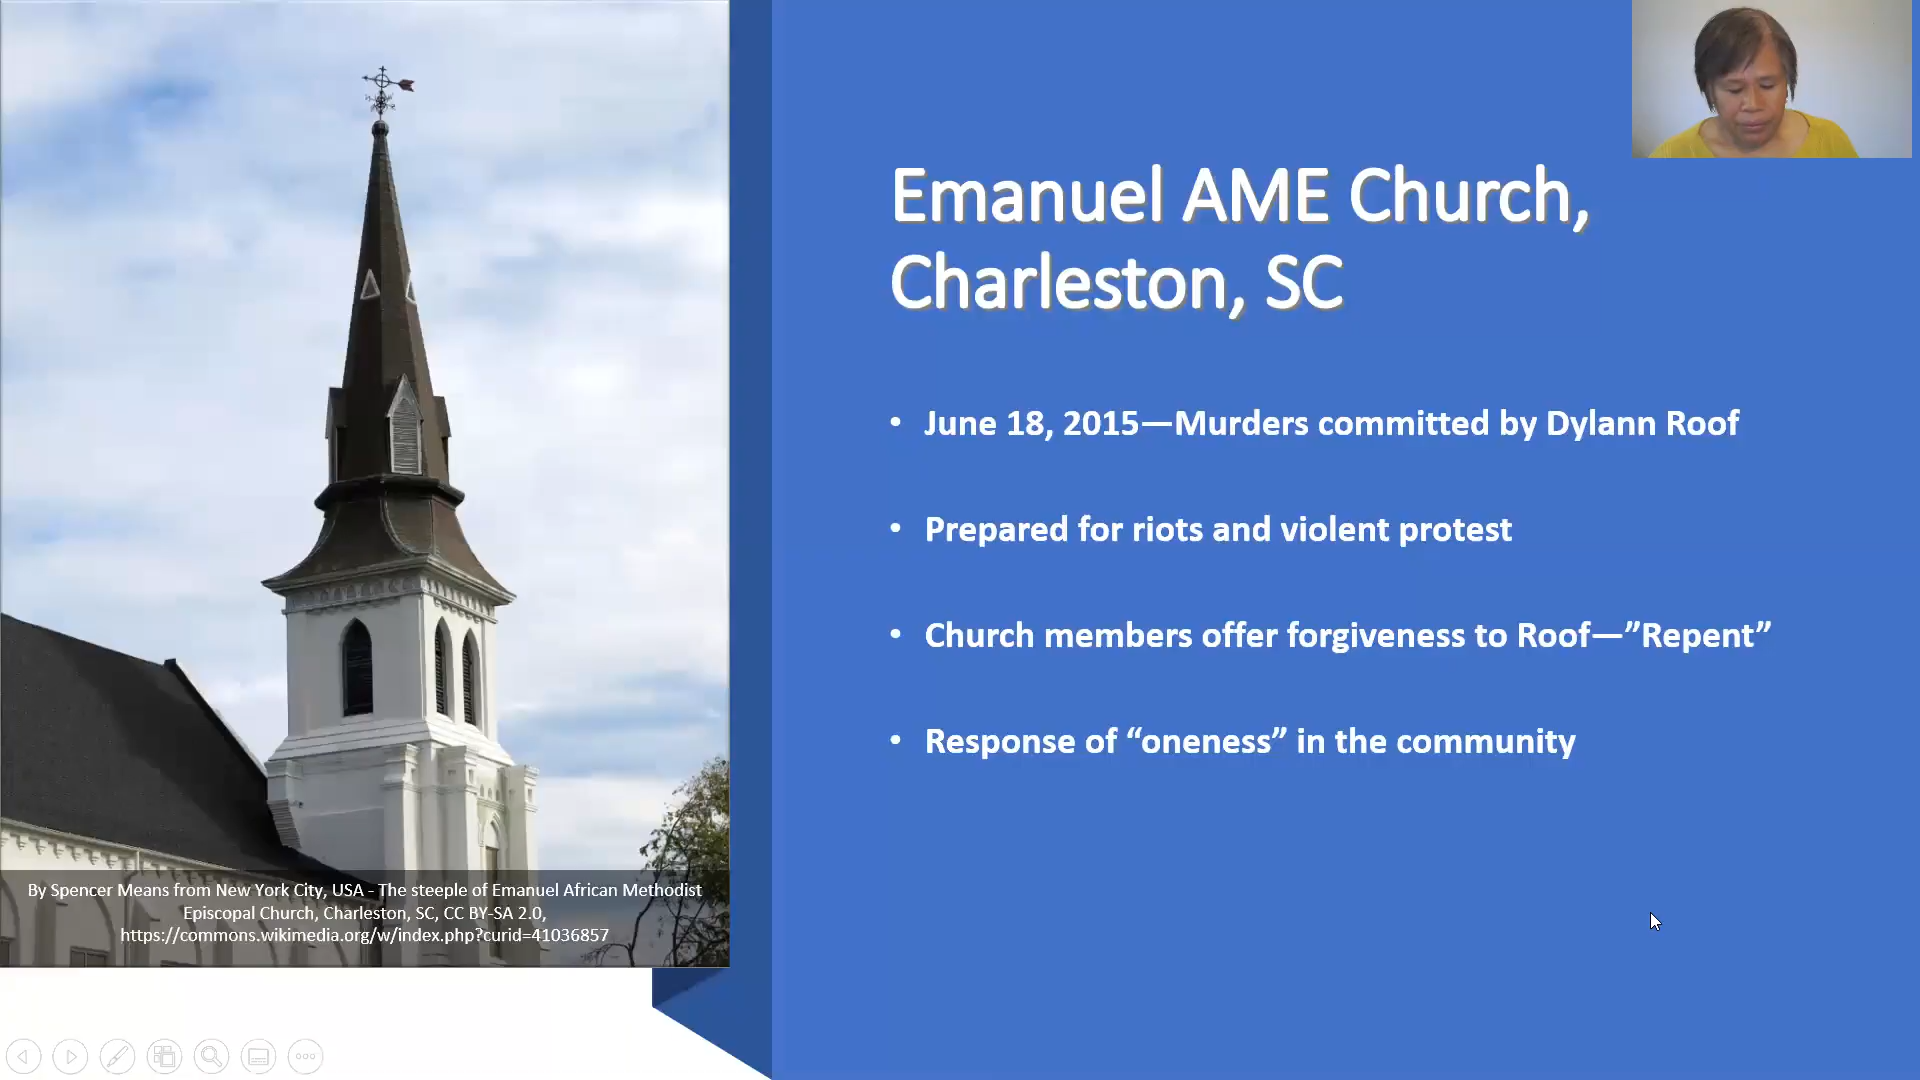 Emanuel AME Church,
Charleston, SC
• June 18, 2015—Murders committed by Dylann Roof
• Prepared for riots and violent protest
• Church members offer forgiveness to Roof—”Repent”
• Response of “oneness” in the community
By Spencer Means from New York City, USA - The steeple of Emanuel African Methodist
Episcopal Church, Charleston, SC, CC BY-SA 2.0,
https://commons.wikimedia.org/w/index.php?curid=41036857